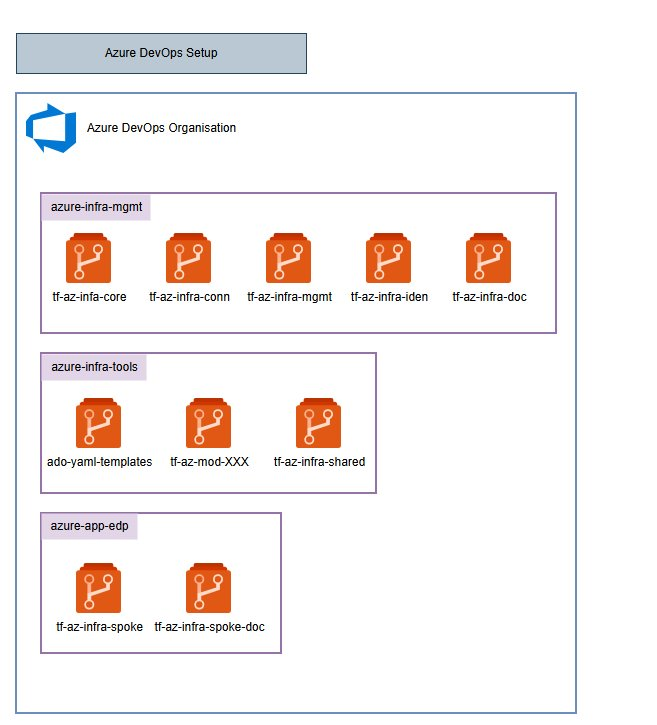 Azure DevOps Setup
Azure DevOps Organisation
azure-infra-mgmt
tf-az-infa-core
tf-az-infra-conn
tf-az-infra-mgmt
tf-az-infra-iden
tf-az-infra-doc
azure-infra-tools
ado-yaml-templates
tf-az-mod-XXX
tf-az-infra-shared
azure-app-edp
tf-az-infra-spoke
tf-az-infra-spoke-doc